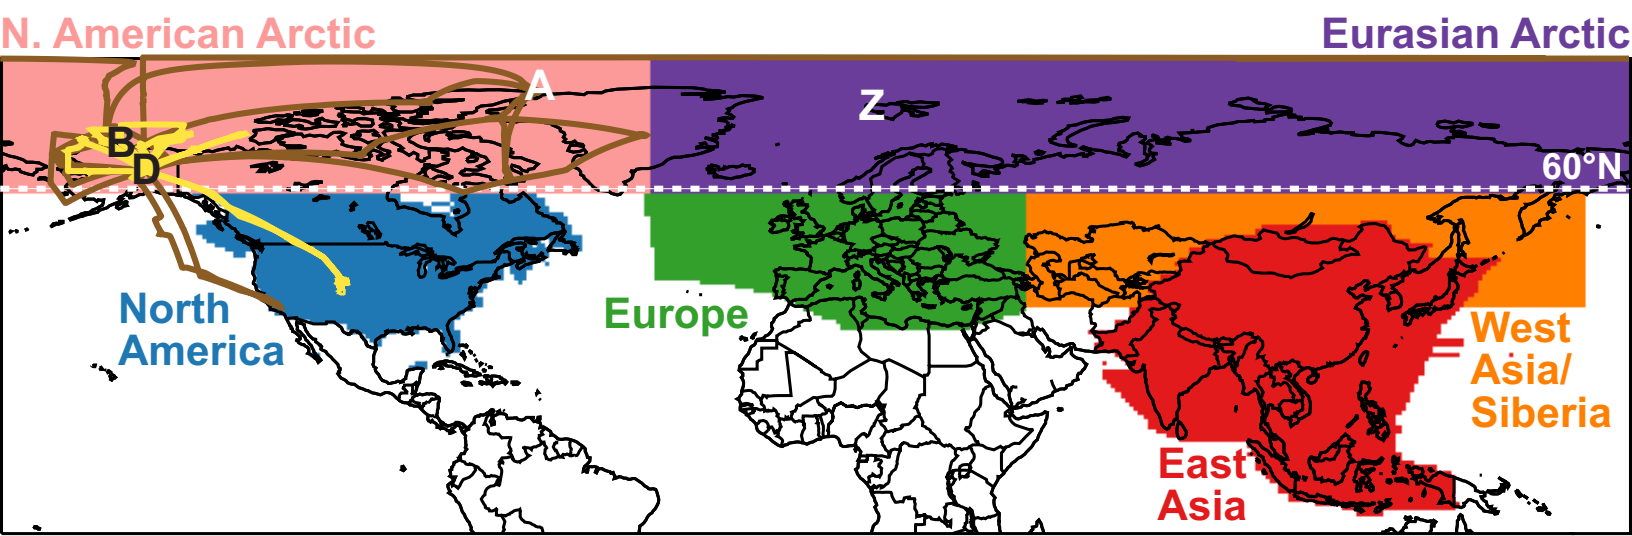 N. American Arctic
Eurasian Arctic
A
Z
B
D
60°N
North
America
Europe
West
Asia/
Siberia
East
Asia